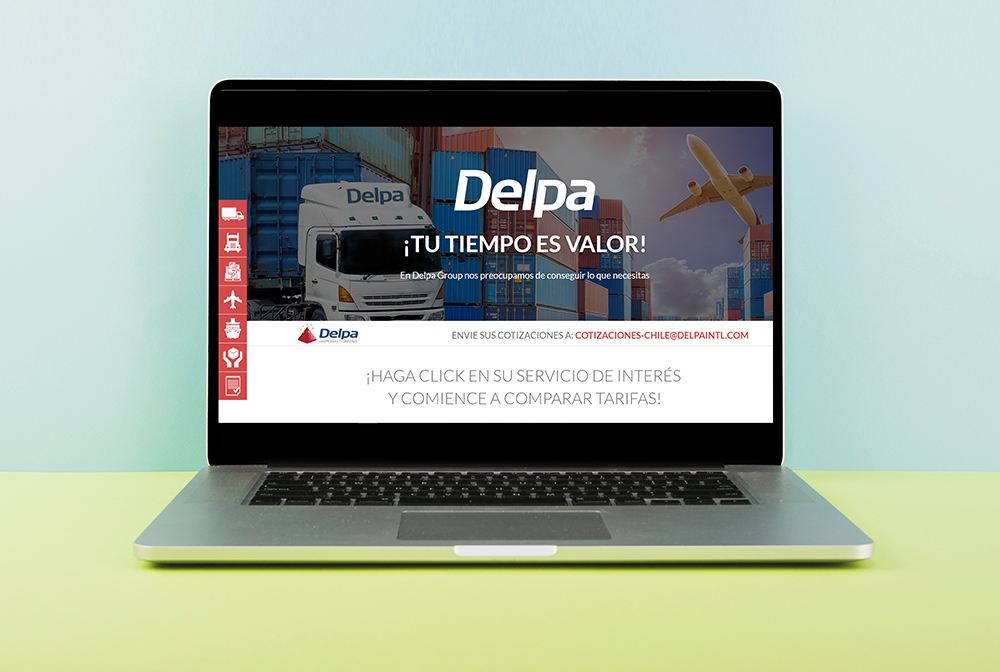 Delpa
Delpa
¡TU TIEMPO ES VALOR!
En Delpa Group nos preocupamos de conseguir lo que necesitas
Delpa
ENVIE SUS COTIZACIONES A: COTIZACIONES-CHILE@DELPAINTL.COM
¡HAGA CLICK EN SU SERVICIO DE INTERÉS
Y COMIENCE A COMPARAR TARIFAS!